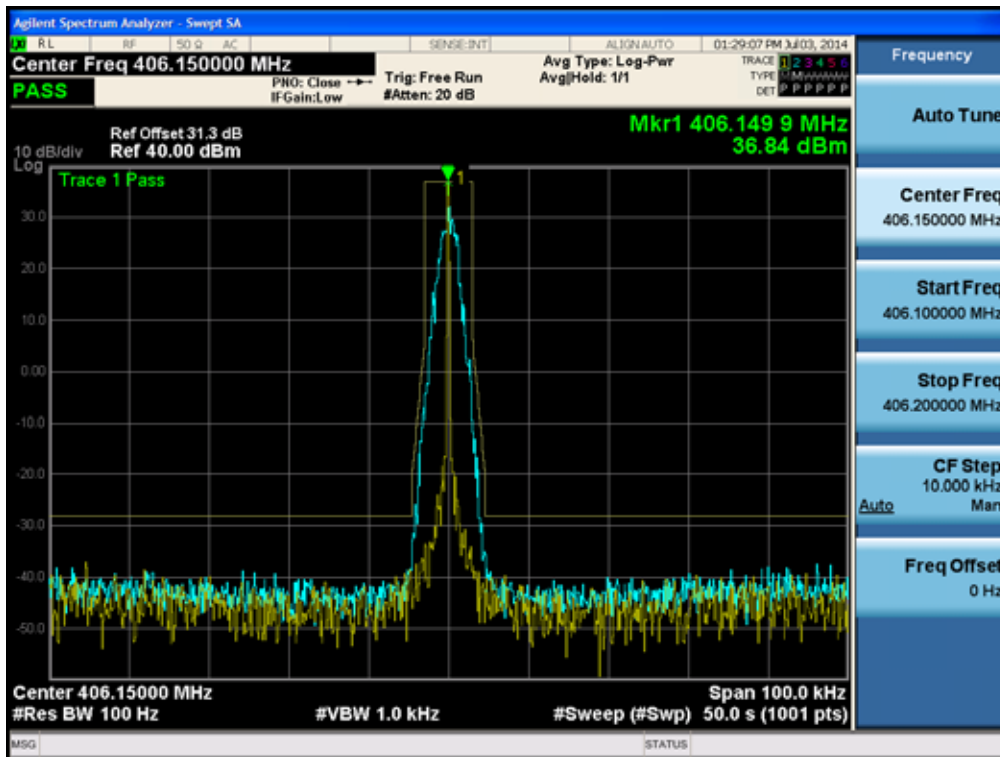 Agilent Spectrum Analyzer - Swept SA
RL RF 50 Ω AC SENSE:INT ALIGN AUTO 01:29:07 PM Jul 03, 2014
Center Freq 406.150000 MHz
PASS
PNO: Close
IFGain:Low
Trig: Free Run
#Atten: 20 dB
Avg Type: Log-Pwr
Avg|Hold: 1/1
TRACE 1 2 3 4 5 6
TYPE
DET P P P P P P
Frequency
Auto Tune
Center Freq
406.150000 MHz
Start Freq
406.100000 MHz
Stop Freq
406.200000 MHz
CF Step
10.000 kHz
Auto Man
Freq Offset
0 Hz
Mkr1 406.149 9 MHz
36.84 dBm
Ref Offset 31.3 dB
10 dB/div Ref 40.00 dBm
Log
Trace 1 Pass
1
30.0
20.0
10.0
0.00
-10.0
-20.0
-30.0
-40.0
-50.0
Center 406.15000 MHz Span 100.0 kHz
#Res BW 100 Hz #VBW 1.0 kHz #Sweep (#Swp) 50.0 s (1001 pts)
MSG STATUS